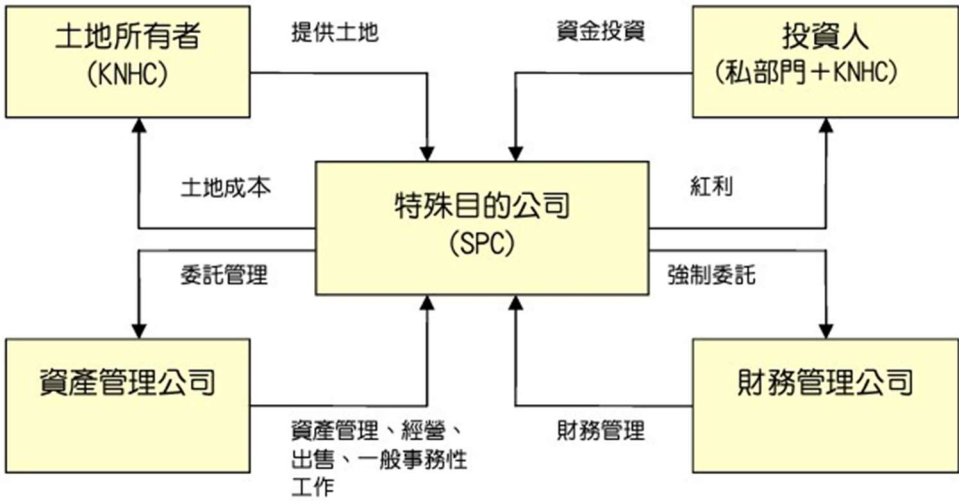 土地所有者
(KNHC)
提供土地
資金投資
投資人
(私部門＋KNHC)
土地成本
特殊目的公司
(SPC)
紅利
委託管理
強制委託
資產管理公司
財務管理公司
資產管理、經營、
出售、一般事務性
工作
財務管理